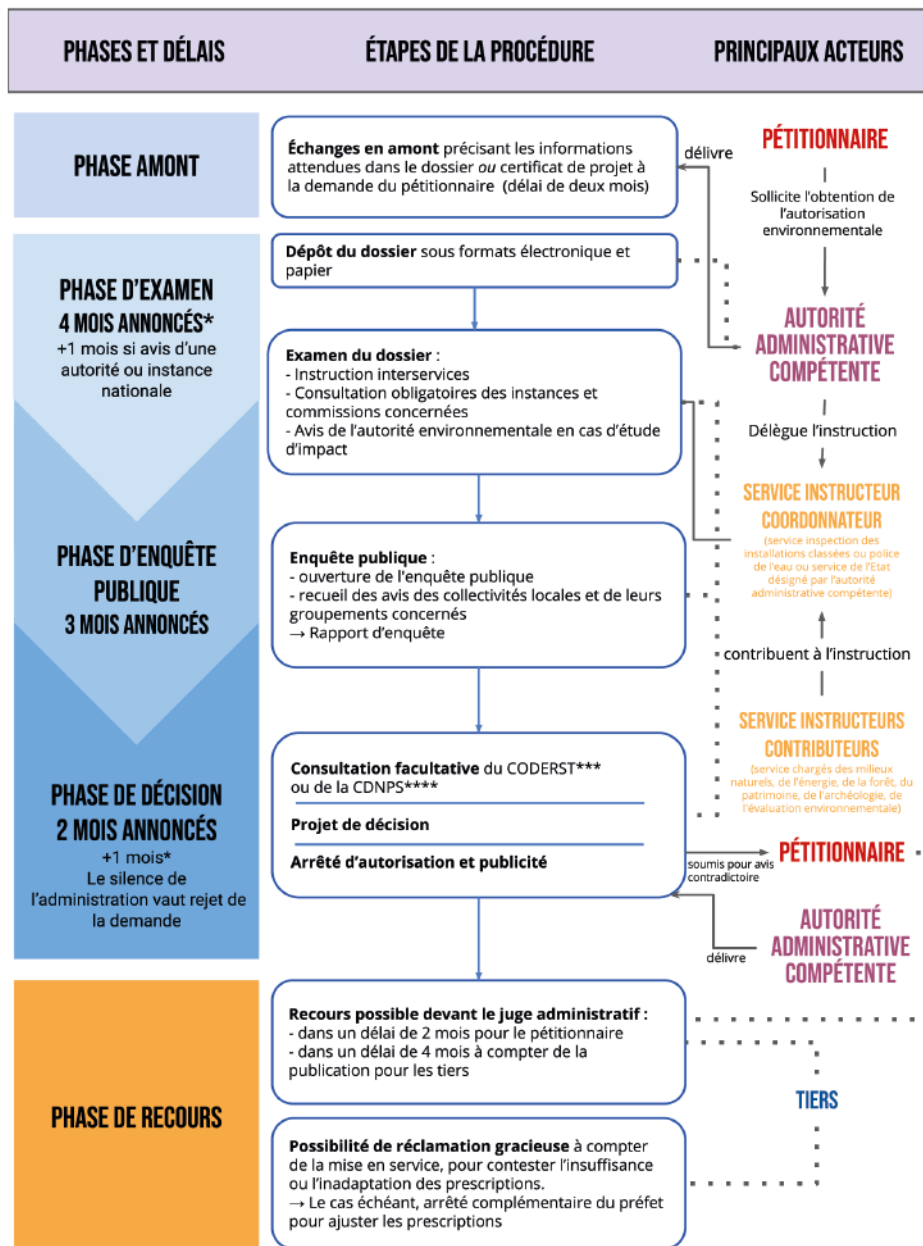 PHASES ET DÉLAIS
ÉTAPES DE LA PROCÉDURE
PRINCIPAUX ACTEURS
PHASE AMONT
Échanges en amont précisant les informations
attendues dans le dossier ou certificat de projet à
la demande du pétitionnaire (délai de deux mois)
délivre
PÉTITIONNAIRE
Sollicite l'obtention de
l'autorisation
environnementale
Dépôt du dossier sous formats électronique et
papier
PHASE D'EXAMEN
4 MOIS ANNONCÉS*
+1 mois si avis d'une
autorité ou instance
nationale
Examen du dossier :
- Instruction interservices
- Consultation obligatoires des instances et
commissions concernées
- Avis de l'autorité environnementale en cas d'étude
d'impact
AUTORITÉ
ADMINISTRATIVE
COMPÉTENTE
Délègue l'instruction
SERVICE INSTRUCTEUR
COORDONNATEUR
(service inspection des
installations classées ou police
de l'eau ou service de l'Etat
désigné par l'autorité
administrative compétente)
PHASE D'ENQUÊTE
PUBLIQUE
3 MOIS ANNONCÉS
Enquête publique :
- ouverture de l'enquête publique
- recueil des avis des collectivités locales et de leurs
groupements concernés
→ Rapport d'enquête
contribuent à l'instruction
SERVICE INSTRUCTEURS
CONTRIBUTEURS
(service chargés des milieux
naturels, de l'énergie, de la forêt, du
patrimoine, de l'archéologie, de
l'évaluation environnementale)
PHASE DE DÉCISION
2 MOIS ANNONCÉS
+1 mois*
Le silence de
l'administration vaut rejet de
la demande
Consultation facultative du CODERST***
ou de la CDNPS****
Projet de décision
Arrêté d'autorisation et publicité
soumis pour avis
contradictoire
PÉTITIONNAIRE
délivre
AUTORITÉ
ADMINISTRATIVE
COMPÉTENTE
PHASE DE RECOURS
Recours possible devant le juge administratif :
- dans un délai de 2 mois pour le pétitionnaire
- dans un délai de 4 mois à compter de la
publication pour les tiers
TIERS
Possibilité de réclamation gracieuse à compter
de la mise en service, pour contester l'insuffisance
ou l'inadaptation des prescriptions.
→ Le cas échéant, arrêté complémentaire du préfet
pour ajuster les prescriptions